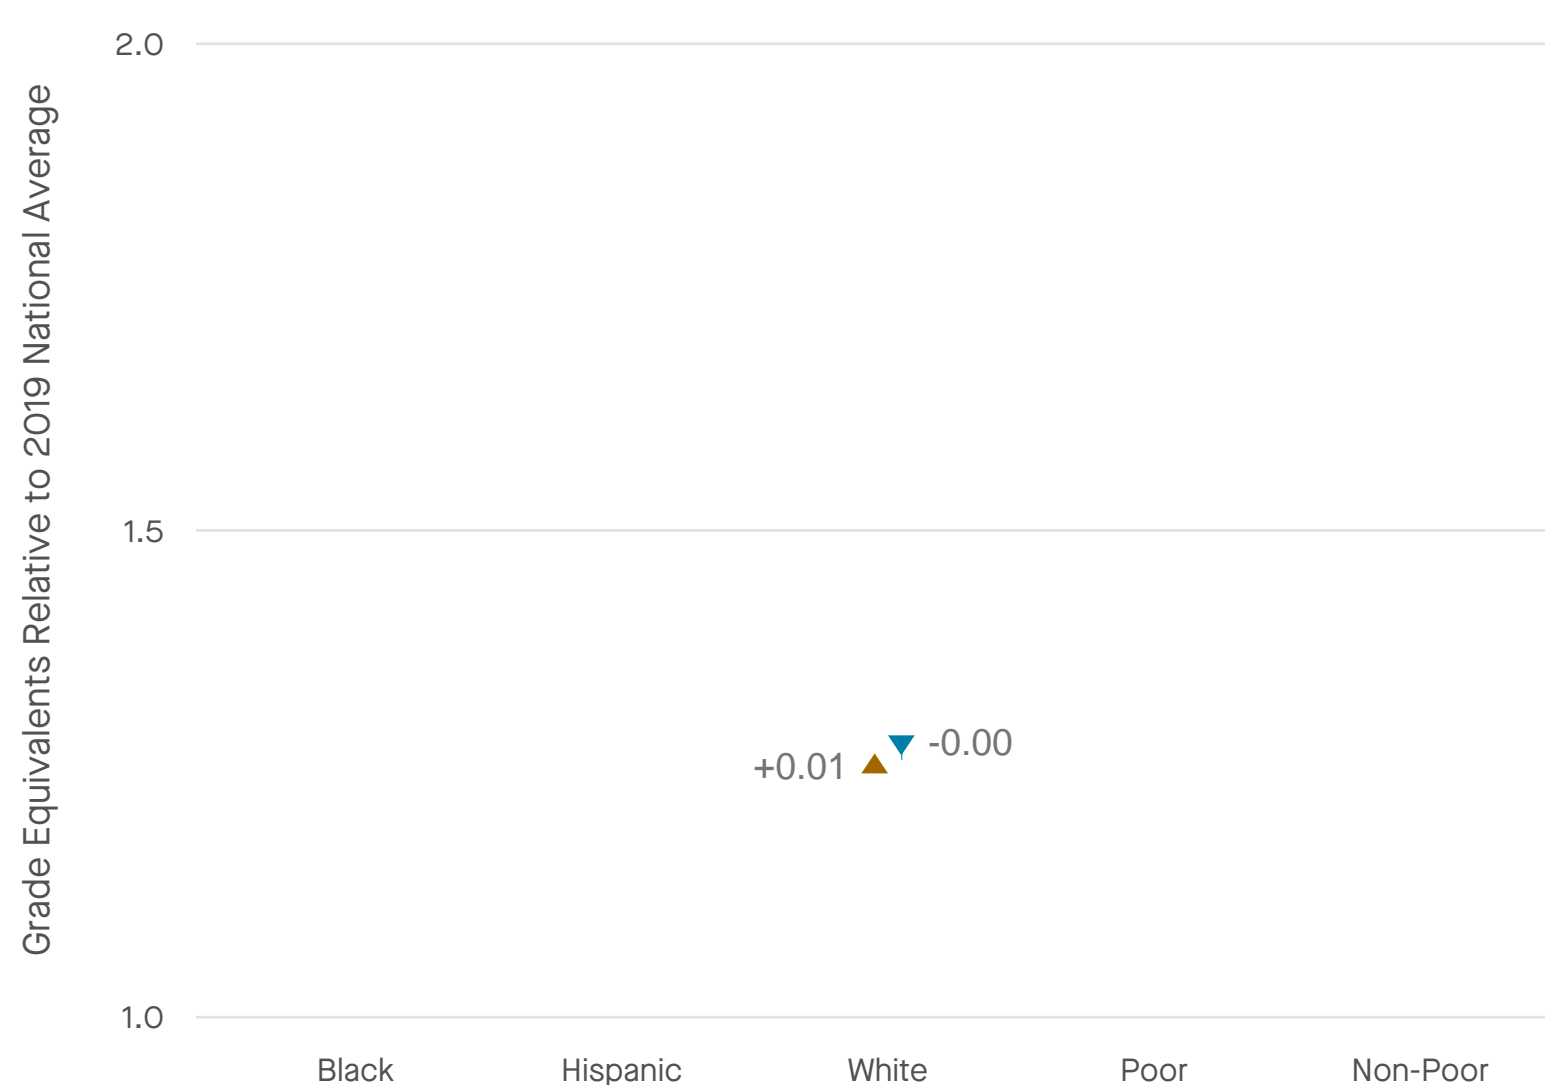 Grade Equivalents Relative to 2019 National Average
2.0
1.5
1.0
+0.01
-0.00
Black Hispanic White Poor Non-Poor